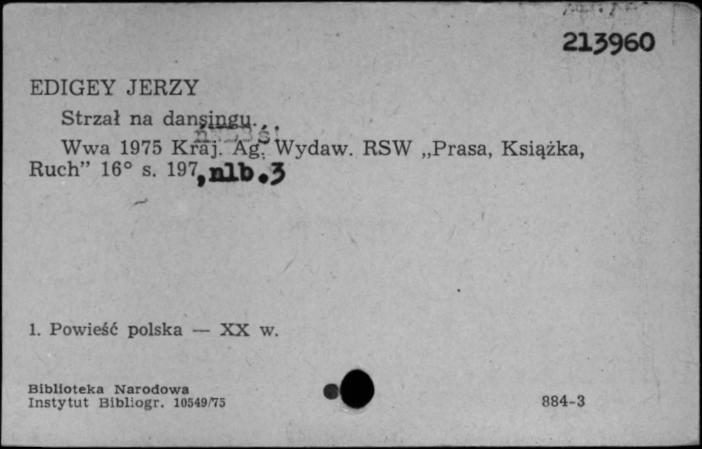 213960
EDIGEY JERZY
Strzał na dansingu.
Wwa 1975 Kraj. Ag. Wydaw. RSW „Prasa, Książka,
Ruch” 16° s. 197, nlb. 3
1. Powieść polska — XX w.
Biblioteka Narodowa
Instytut Bibliogr. 10549/75
884-3